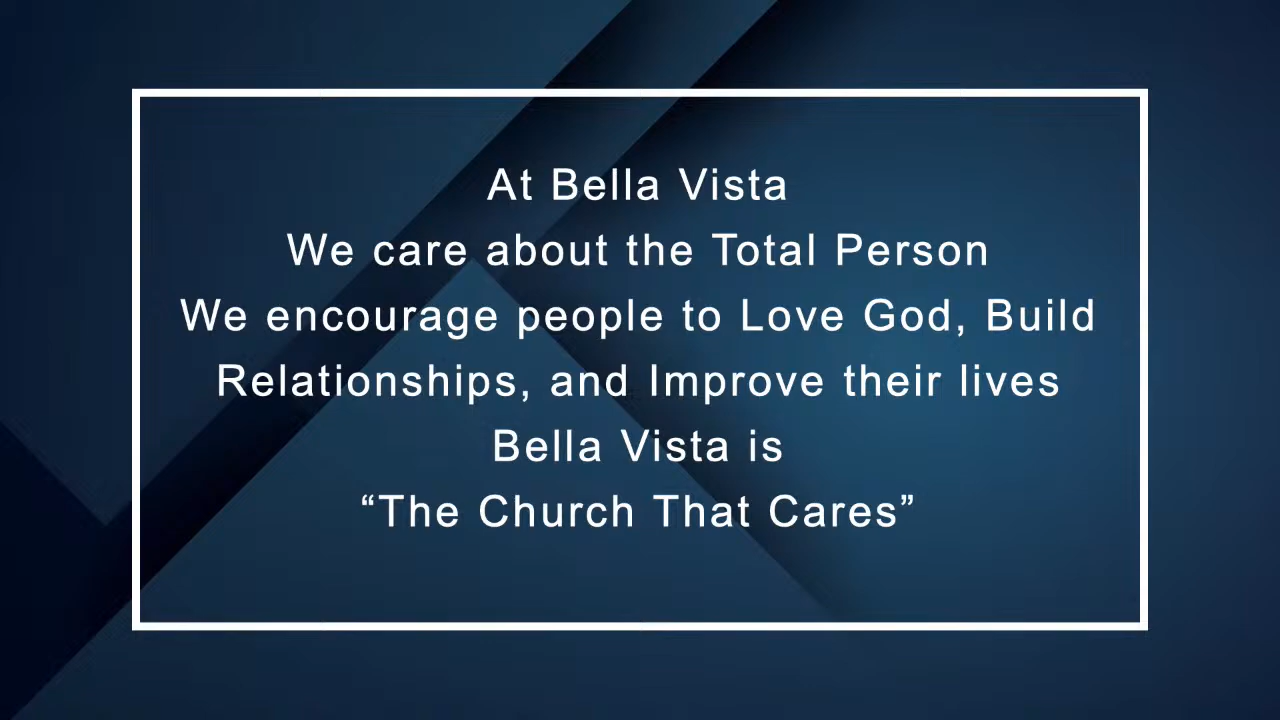 At Bella Vista
We care about the Total Person
We encourage people to Love God, Build
Relationships, and Improve their lives
Bella Vista is
“The Church That Cares”